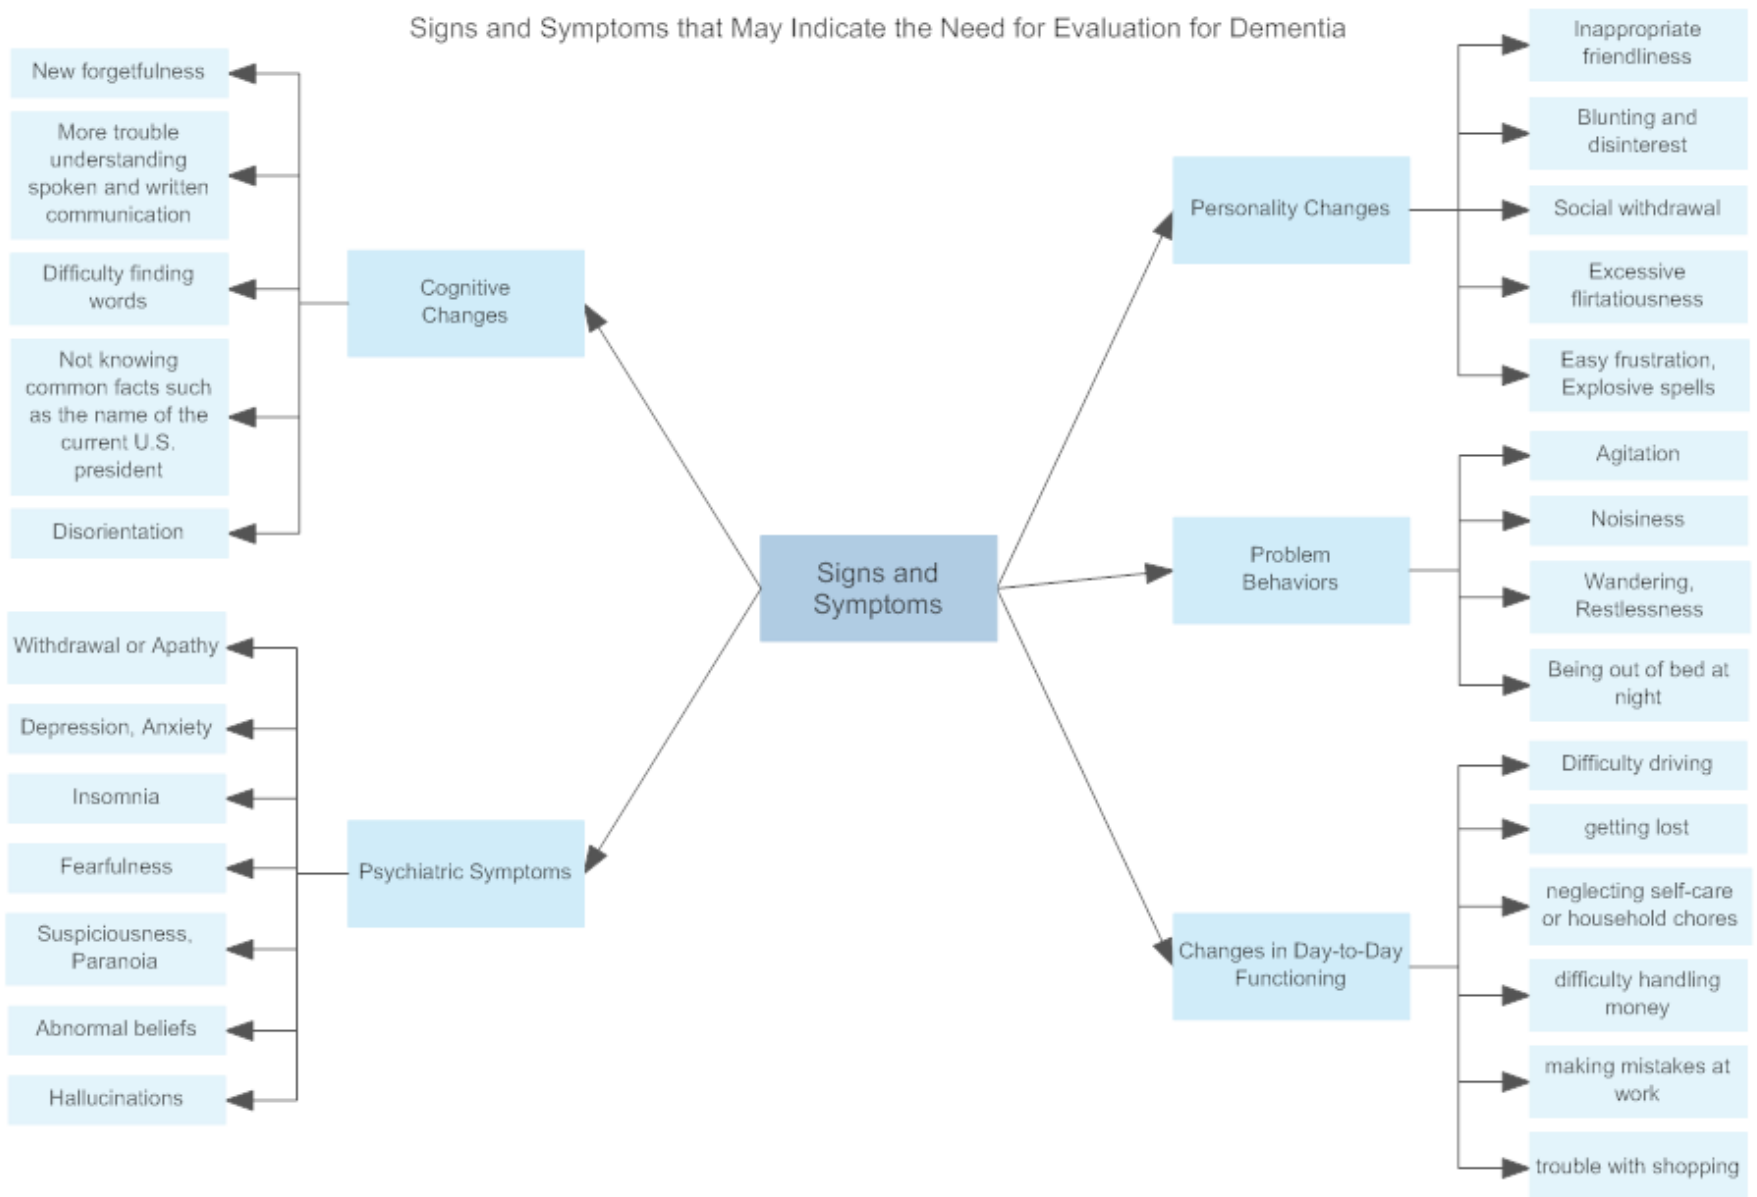 Signs and Symptoms that May Indicate the Need for Evaluation for Dementia
New forgetfulness
More trouble
understanding
spoken and written
communication
Difficulty finding
words
Not knowing
common facts such
as the name of the
current U.S.
president
Disorientation
Cognitive
Changes
Withdrawal or Apathy
Depression, Anxiety
Insomnia
Fearfulness
Suspiciousness,
Paranoia
Abnormal beliefs
Hallucinations
Psychiatric Symptoms
Signs and
Symptoms
Personality Changes
Inappropriate
friendliness
Blunting and
disinterest
Social withdrawal
Excessive
flirtatiousness
Easy frustration,
Explosive spells
Problem
Behaviors
Agitation
Noisiness
Wandering,
Restlessness
Being out of bed at
night
Changes in Day-to-Day
Functioning
Difficulty driving
getting lost
neglecting self-care
or household chores
difficulty handling
money
making mistakes at
work
trouble with shopping